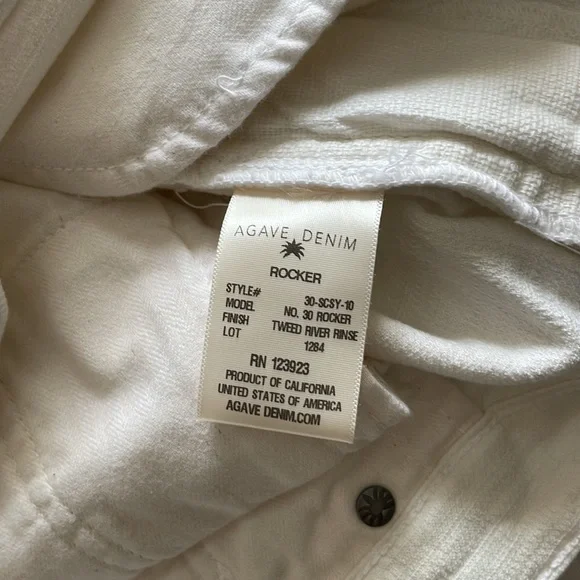 AGAVE DENIM
ROCKER
STYLE# 30-SCSY-10
MODEL NO. 30 ROCKER
FINISH TWEED RIVER RINSE
LOT 1284
RN 123923
PRODUCT OF CALIFORNIA
UNITED STATES OF AMERICA
AGAVE DENIM.COM